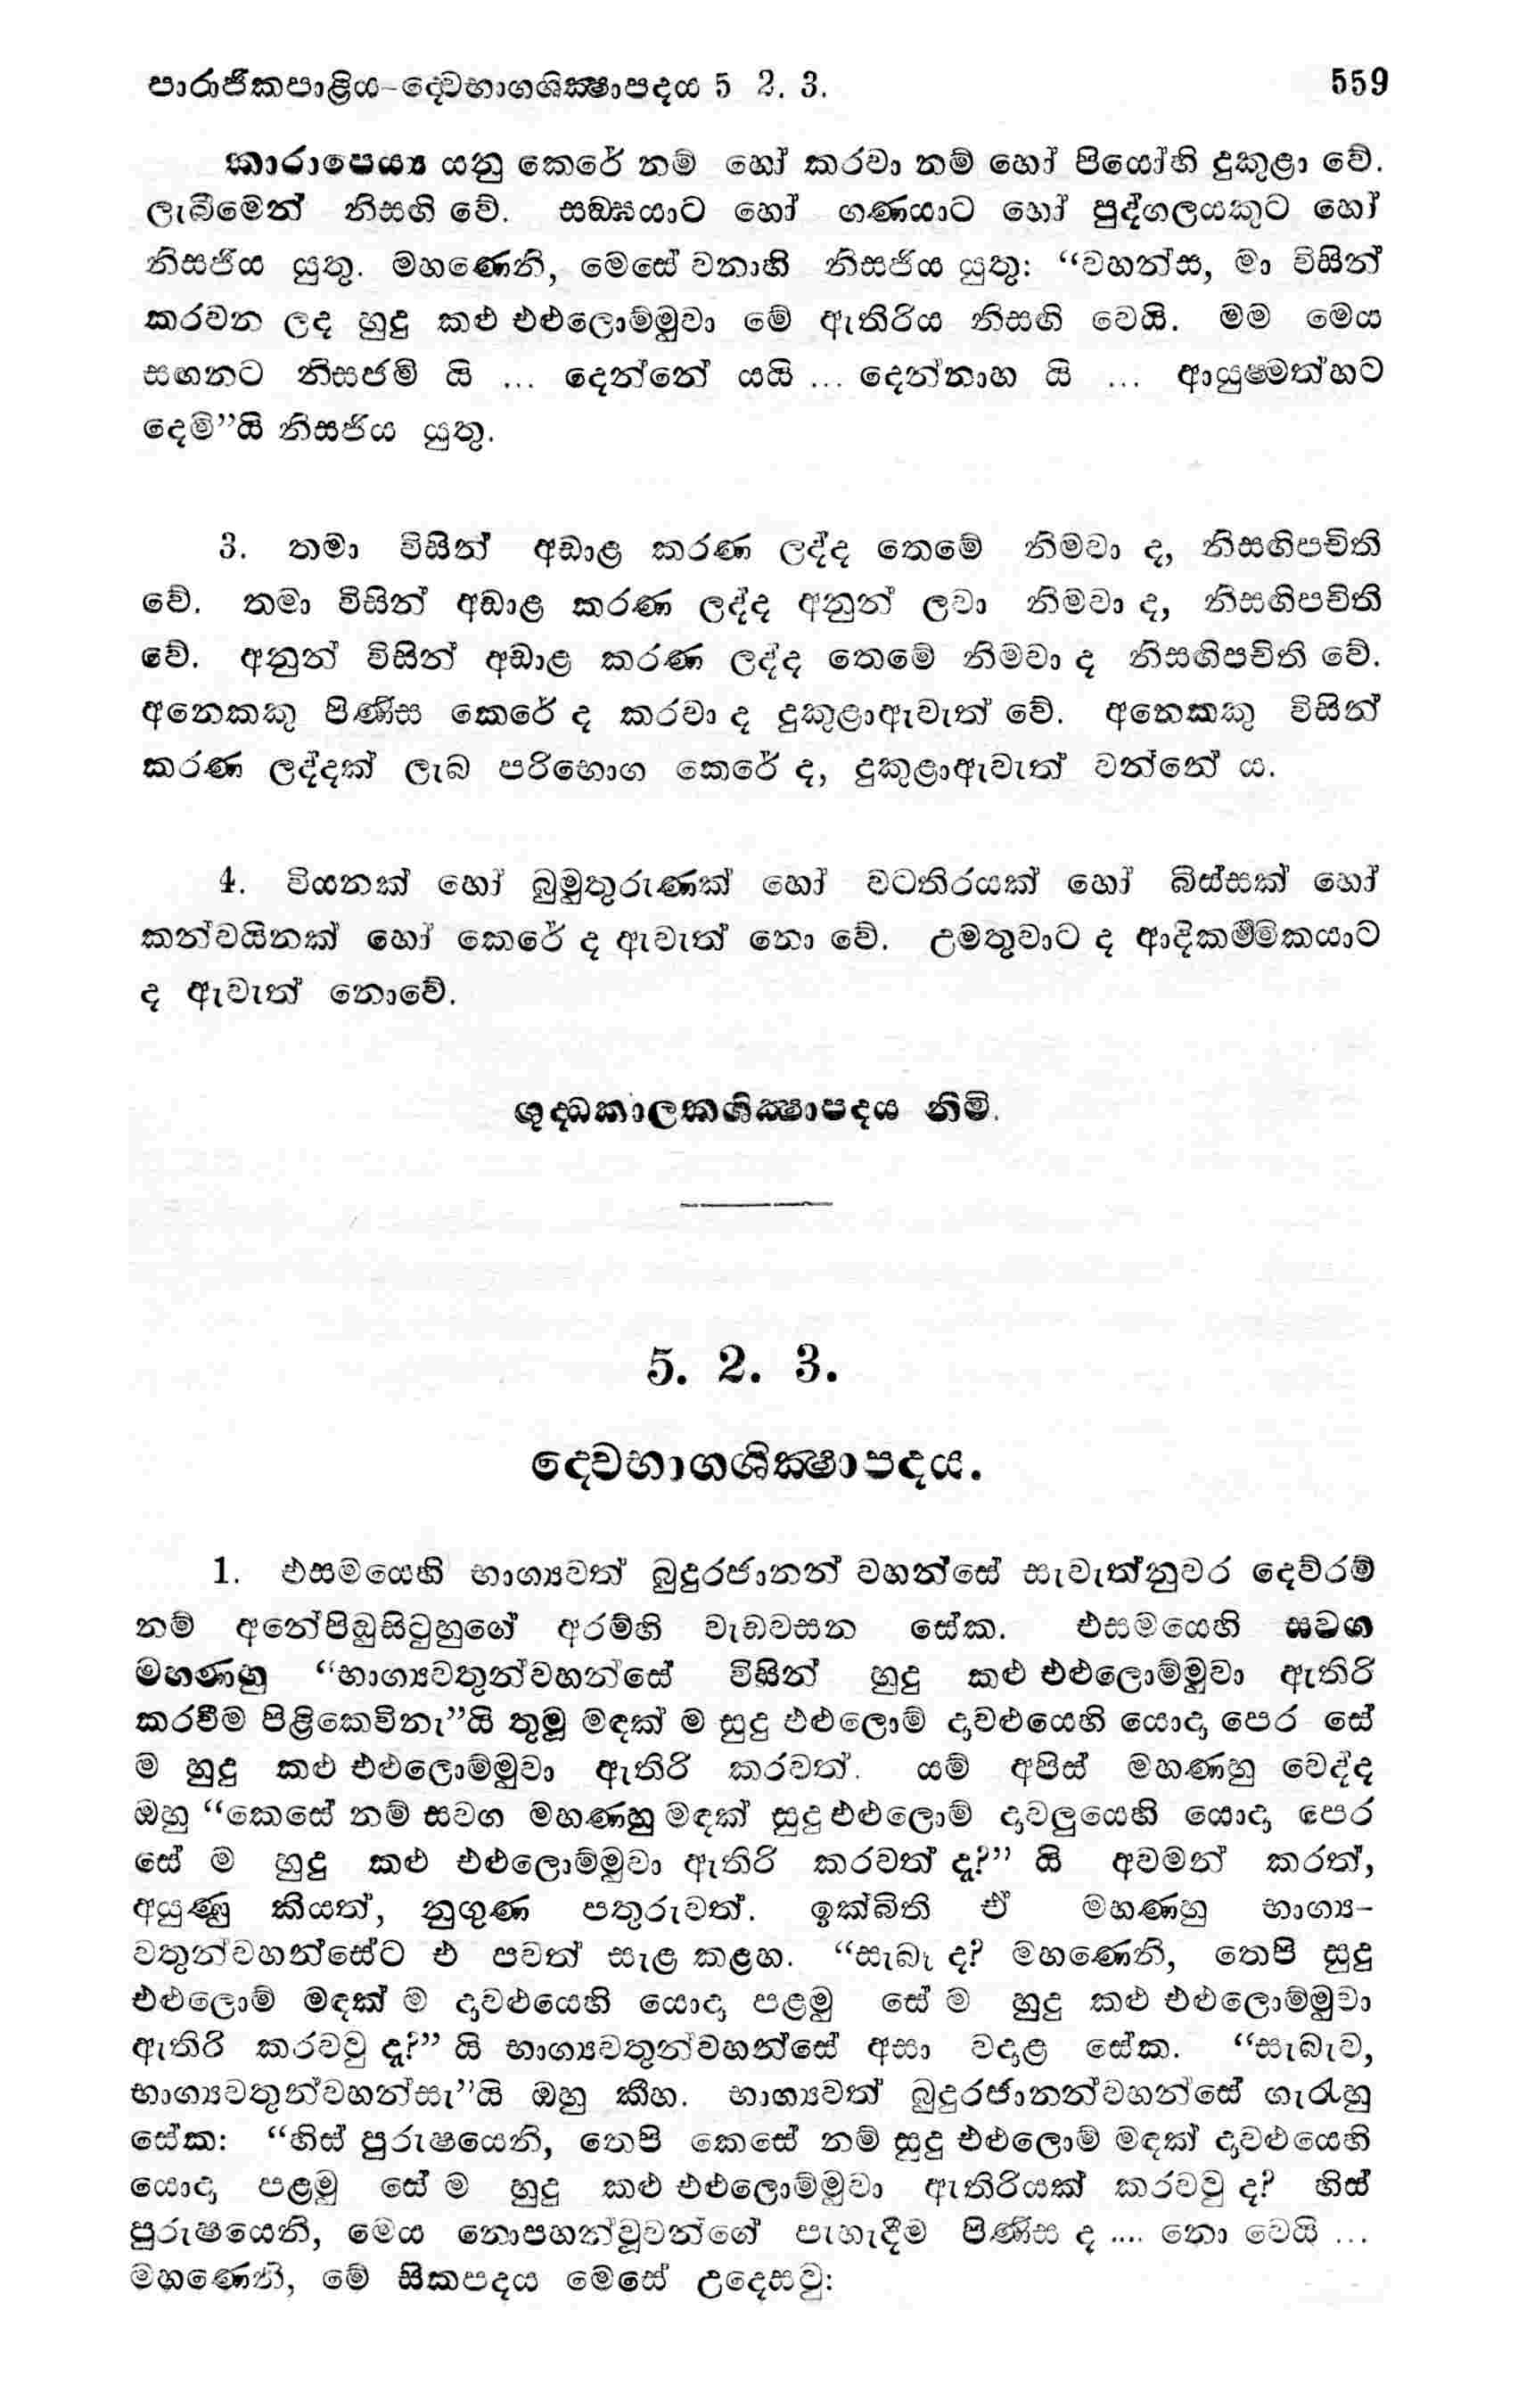 පාරාජිකපාළිය-දෙවභාගශික්‍ෂාපදය 5 2. 3. 559
කාරාපෙය්‍ය යනු කෙරේ නම් හෝ කරවා නම් හෝ පියෝහි දුකුළා වේ.
ලැබීමෙන් නිසගි වේ. සඞ්ඝයාට හෝ ගණයාට හෝ පුද්ගලයකුට හෝ
නිසජිය යුතු. මහණෙනි, මෙසේ වනාහි නිසජිය යුතු: “වහන්ස, මා විසින්
කරවන ලද හුදු කළු එළුලොම්මුවා මේ ඇතිරිය නිසගි වෙයි. මම මෙය
සඟනට නිසජම් යි ... දෙන්නේ යයි ... දෙන්නාහ යි ... ආයුෂ්මත්හට
දෙමි”යි නිසජිය යුතු.
3. තමා විසින් අඩාළ කරණ ලද්ද තෙමේ නිමවා ද, නිසගිපචිති
වේ. තමා විසින් අඩාළ කරණ ලද්ද අනුන් ලවා නිමවා ද, නිසගිපචිති
වේ. අනුන් විසින් අඩාළ කරණ ලද්ද තෙමේ නිමවා ද නිසගිපචිති වේ.
අනෙකකු පිණිස කෙරේ ද කරවා ද දුකුළාඇවැත් වේ. අනෙකකු විසින්
කරණ ලද්දක් ලැබ පරිභොග කෙරේ ද, දුකුළාඇවැත් වන්නේ ය.
4. වියනක් හෝ බුමුතුරුණක් හෝ වටතිරයක් හෝ බිස්සක් හෝ
කන්වයිනක් හෝ කෙරේ ද ඇවැත් නො වේ. උමතුවාට ද ආදිකම්මිකයාට
ද ඇවැත් නොවේ.
ශුද්ධකාලකශික්‍ෂාපදය නිමි.
5. 2. 3.
දෙවභාගශික්‍ෂාපදය.
1. එසමයෙහි භාග්‍යවත් බුදුරජානන් වහන්සේ සැවැත්නුවර දෙව්රම්
නම් අනේපිඬුසිටුහුගේ අරම්හි වැඩවසන සේක. එසමයෙහි සවග
මහණහු “භාග්‍යවතුන්වහන්සේ විසින් හුදු කළු එළුලොම්මුවා ඇතිරි
කරවීම පිළිකෙවිනැ”යි තුමූ මඳක් ම සුදු එළුලොම් දාවළුයෙහි යොදා පෙර සේ
ම හුදු කළු එළුලොම්මුවා ඇතිරි කරවත්. යම් අපිස් මහණහු වෙද්ද
ඔහු “කෙසේ නම් සවග මහණහු මඳක් සුදු එළුලොම් දාවලුයෙහි යොදා පෙර
සේ ම හුදු කළු එළුලොම්මුවා ඇතිරි කරවත් දැ?” යි අවමන් කරත්,
අයුණු කියත්, නුගුණ පතුරුවත්. ඉක්බිති ඒ මහණහු භාග්‍ය-
වතුන්වහන්සේට එ පවත් සැළ කළහ. “සැබෑ ද? මහණෙනි, තෙපි සුදු
එළුලොම් මඳක් ම දාවළුයෙහි යොදා පළමු සේ ම හුදු කළු එළුලොම්මුවා
ඇතිරි කරවවු දැ?” යි භාග්‍යවතුන්වහන්සේ අසා වදාළ සේක. “සැබැව,
භාග්‍යවතුන්වහන්සැ”යි ඔහු කීහ. භාග්‍යවත් බුදුරජානන්වහන්සේ ගැරැහූ
සේක: “හිස් පුරුෂයෙනි, තෙපි කෙසේ නම් සුදු එළුලොම් මඳක් දාවළුයෙහි
යොදා පළමු සේ ම හුදු කළු එළුලොම්මුවා ඇතිරියක් කරවවු ද? හිස්
පුරුෂයෙනි, මෙය නොපහන්වූවන්ගේ පැහැදීම පිණිස ද .... නො වෙයි ...
මහණෙනි, මේ සිකපදය මෙසේ උදෙසවු: